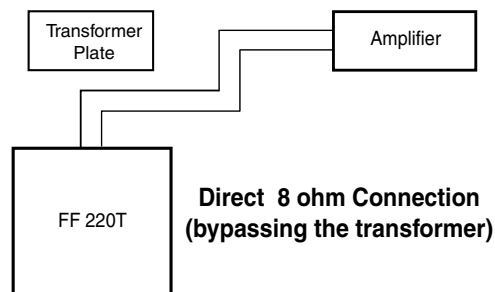 Transformer
Plate
Amplifier
FF 220T
Direct 8 ohm Connection
(bypassing the transformer)